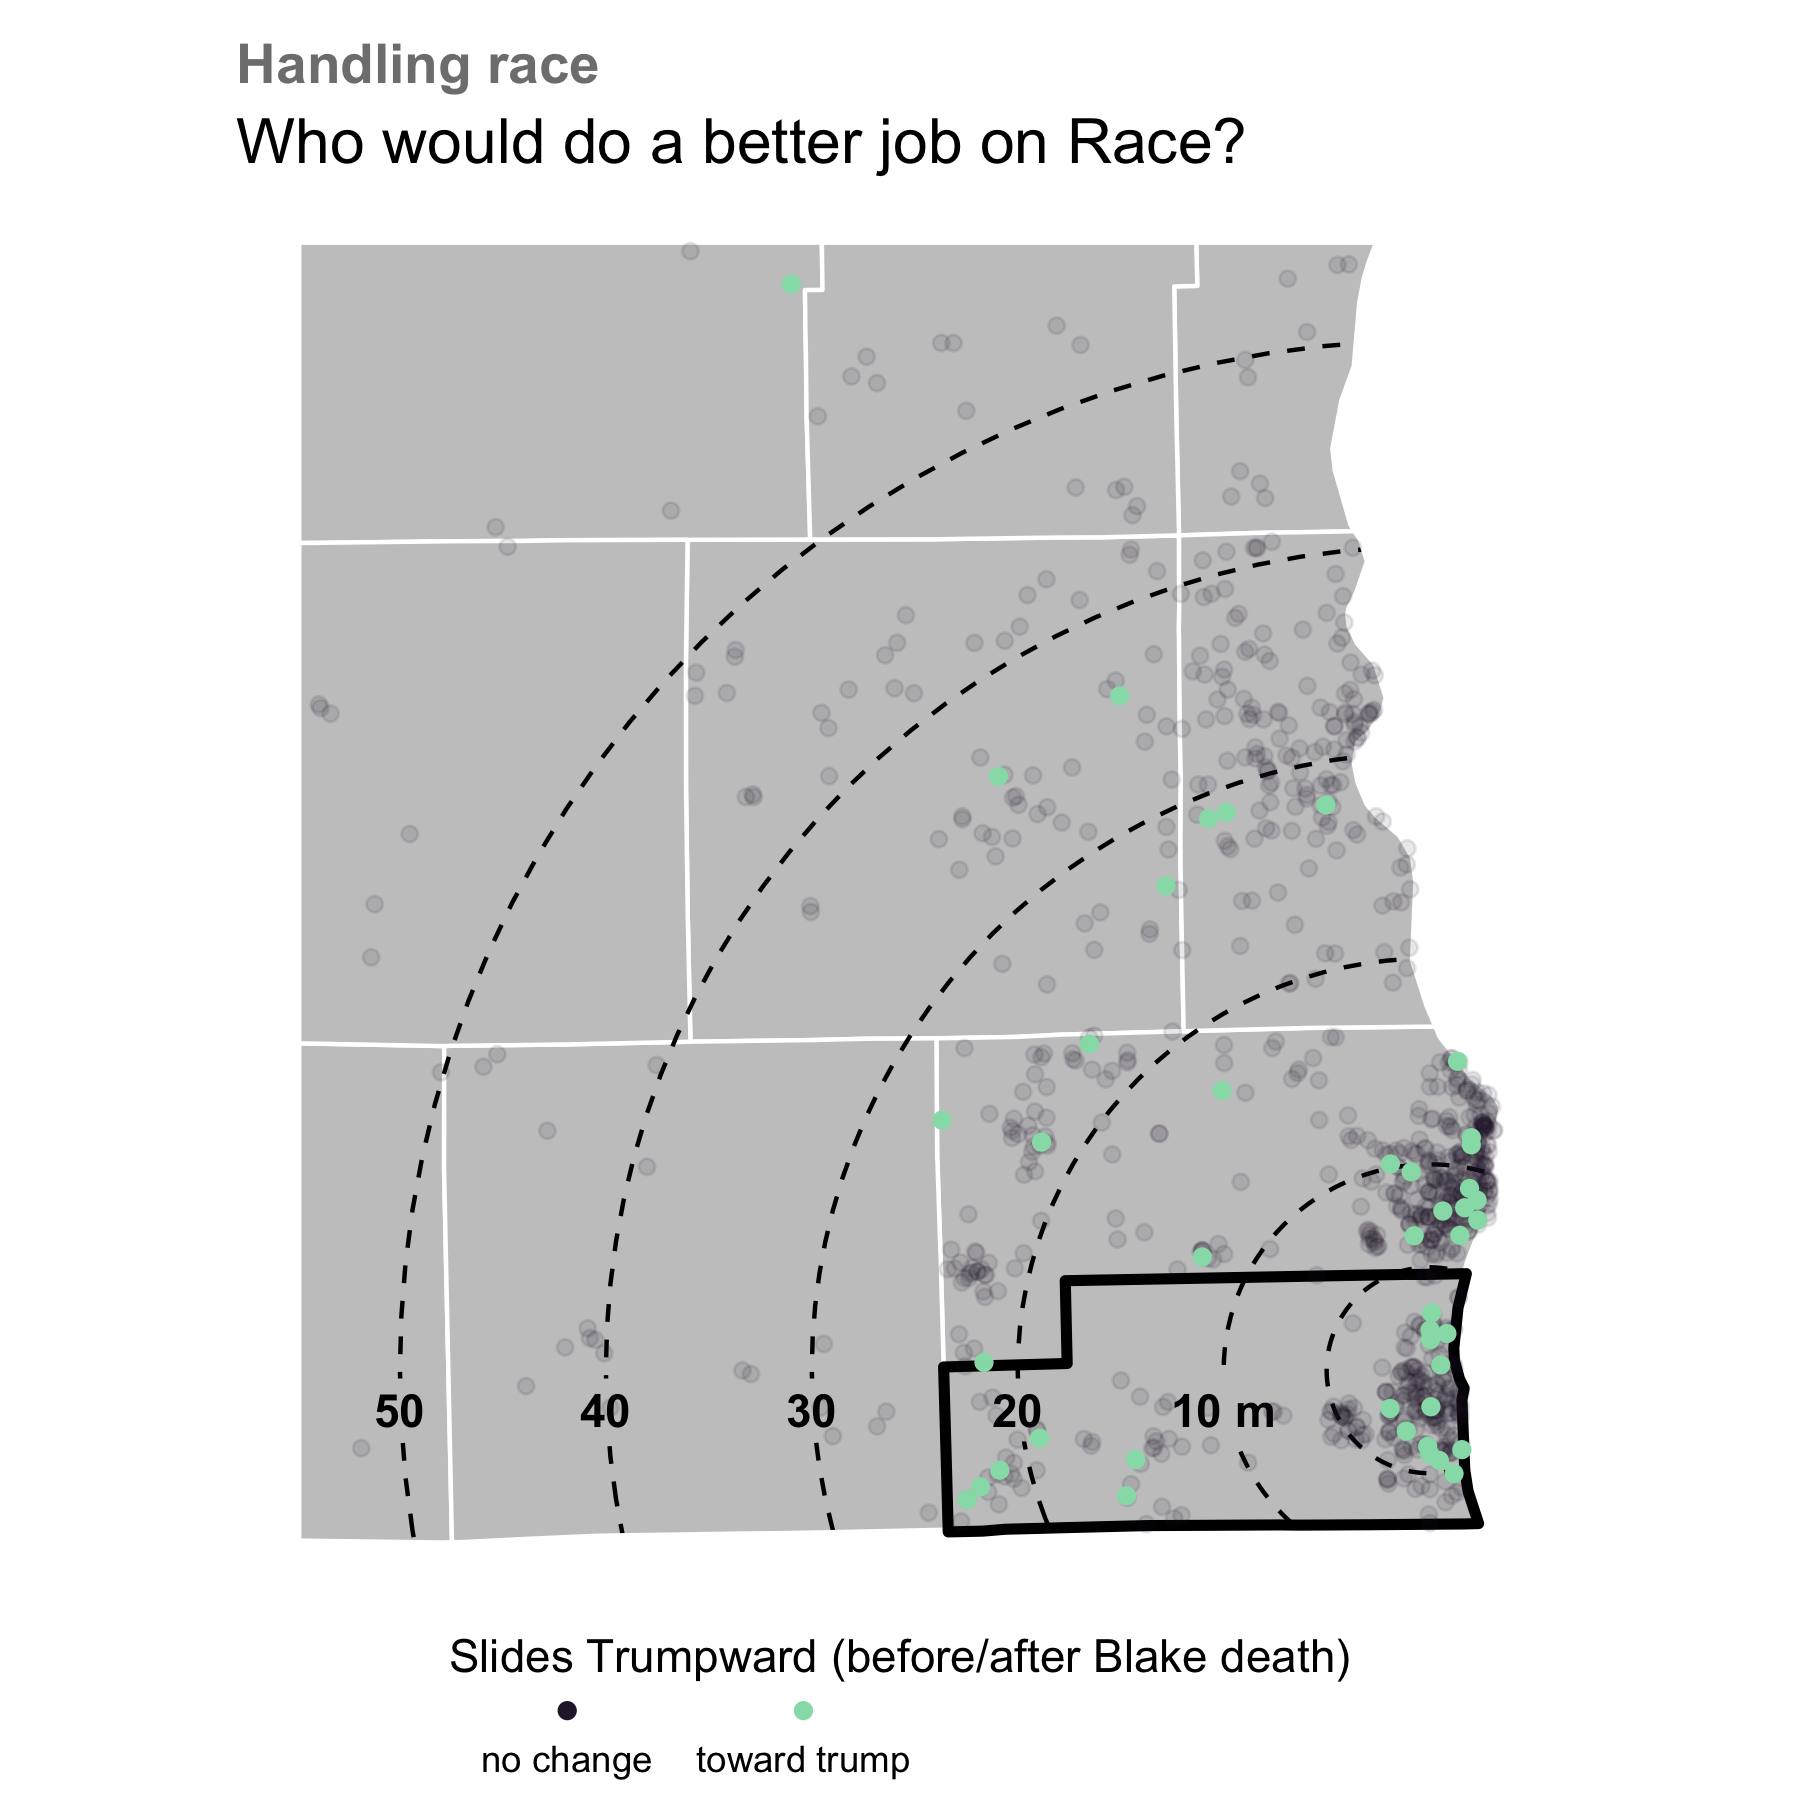 Handling race
Who would do a better job on Race?
50 40 30 20 10 m
Slides Trumpward (before/after Blake death)
no change toward trump